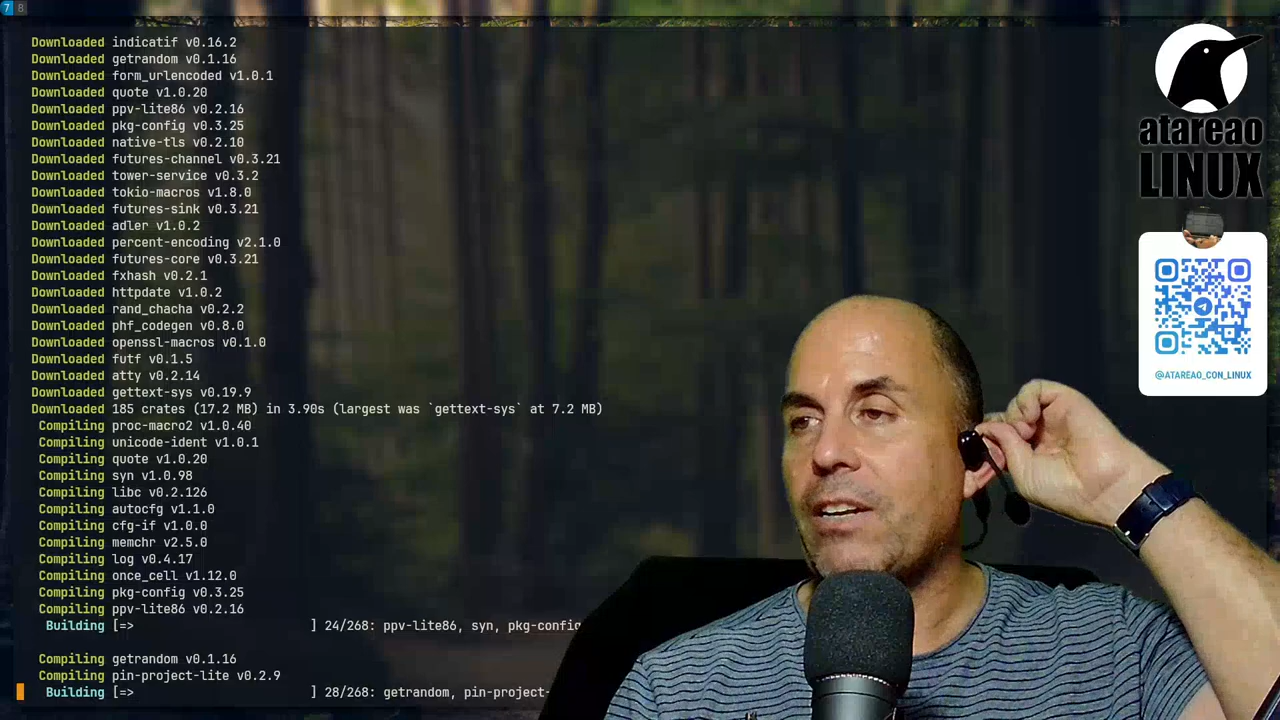 7 8
Downloaded indicatif v0.16.2
Downloaded getrandom v0.1.16
Downloaded form_urlencoded v1.0.1
Downloaded quote v1.0.20
Downloaded ppv-lite86 v0.2.16
Downloaded pkg-config v0.3.25
Downloaded native-tls v0.2.10
Downloaded futures-channel v0.3.21
Downloaded tower-service v0.3.2
Downloaded tokio-macros v1.8.0
Downloaded futures-sink v0.3.21
Downloaded adler v1.0.2
Downloaded percent-encoding v2.1.0
Downloaded futures-core v0.3.21
Downloaded fxhash v0.2.1
Downloaded httpdate v1.0.2
Downloaded rand_chacha v0.2.2
Downloaded phf_codegen v0.8.0
Downloaded openssl-macros v0.1.0
Downloaded futf v0.1.5
Downloaded atty v0.2.14
Downloaded gettext-sys v0.19.9
Downloaded 185 crates (17.2 MB) in 3.90s (largest was `gettext-sys` at 7.2 MB)
Compiling proc-macro2 v1.0.40
Compiling unicode-ident v1.0.1
Compiling quote v1.0.20
Compiling syn v1.0.98
Compiling libc v0.2.126
Compiling autocfg v1.1.0
Compiling cfg-if v1.0.0
Compiling memchr v2.5.0
Compiling log v0.4.17
Compiling once_cell v1.12.0
Compiling pkg-config v0.3.25
Compiling ppv-lite86 v0.2.16
Building [=> ] 24/268: ppv-lite86, syn, pkg-config
Compiling getrandom v0.1.16
Compiling pin-project-lite v0.2.9
Building [=> ] 28/268: getrandom, pin-project-
atareao
LINUX
@ATAREAO_CON_LINUX